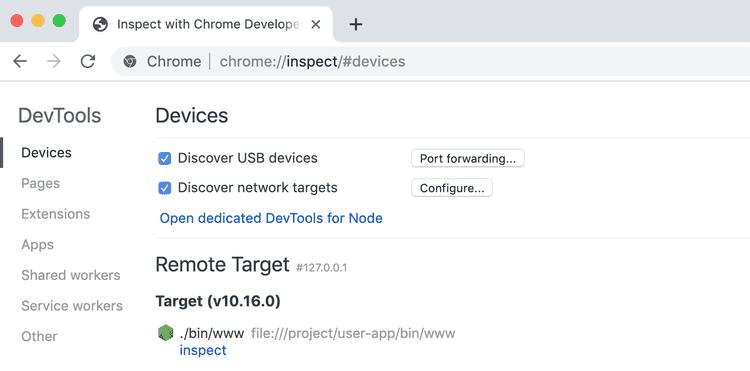 Inspect with Chrome Develope
Chrome | chrome://inspect/#devices
DevTools
Devices
Pages
Extensions
Apps
Shared workers
Service workers
Other
Devices
Discover USB devices
Port forwarding...
Discover network targets
Configure...
Open dedicated DevTools for Node
Remote Target #127.0.0.1
Target (v10.16.0)
./bin/www file:///project/user-app/bin/www
inspect